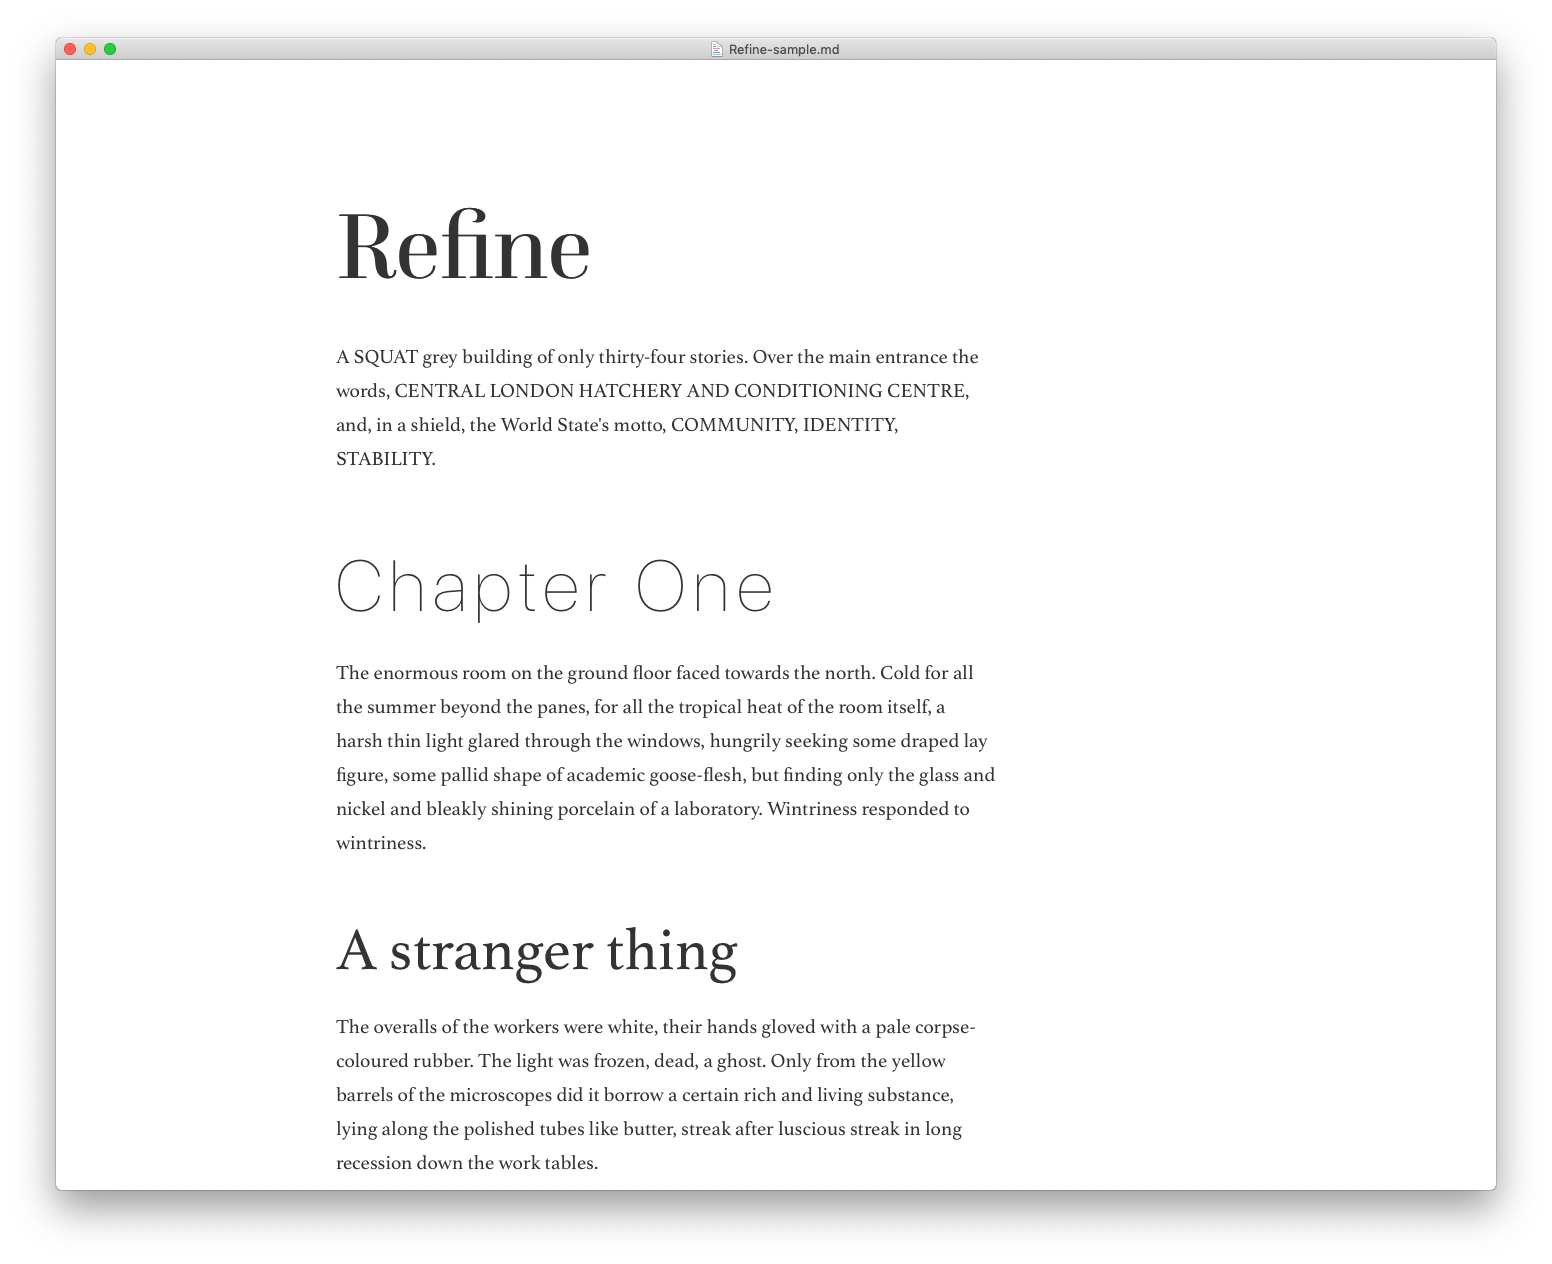 Refine-sample.md
Refine
A SQUAT grey building of only thirty-four stories. Over the main entrance the
words, CENTRAL LONDON HATCHERY AND CONDITIONING CENTRE,
and, in a shield, the World State's motto, COMMUNITY, IDENTITY,
STABILITY.
Chapter One
The enormous room on the ground floor faced towards the north. Cold for all
the summer beyond the panes, for all the tropical heat of the room itself, a
harsh thin light glared through the windows, hungrily seeking some draped lay
figure, some pallid shape of academic goose-flesh, but finding only the glass and
nickel and bleakly shining porcelain of a laboratory. Wintriness responded to
wintriness.
A stranger thing
The overalls of the workers were white, their hands gloved with a pale corpse-
coloured rubber. The light was frozen, dead, a ghost. Only from the yellow
barrels of the microscopes did it borrow a certain rich and living substance,
lying along the polished tubes like butter, streak after luscious streak in long
recession down the work tables.